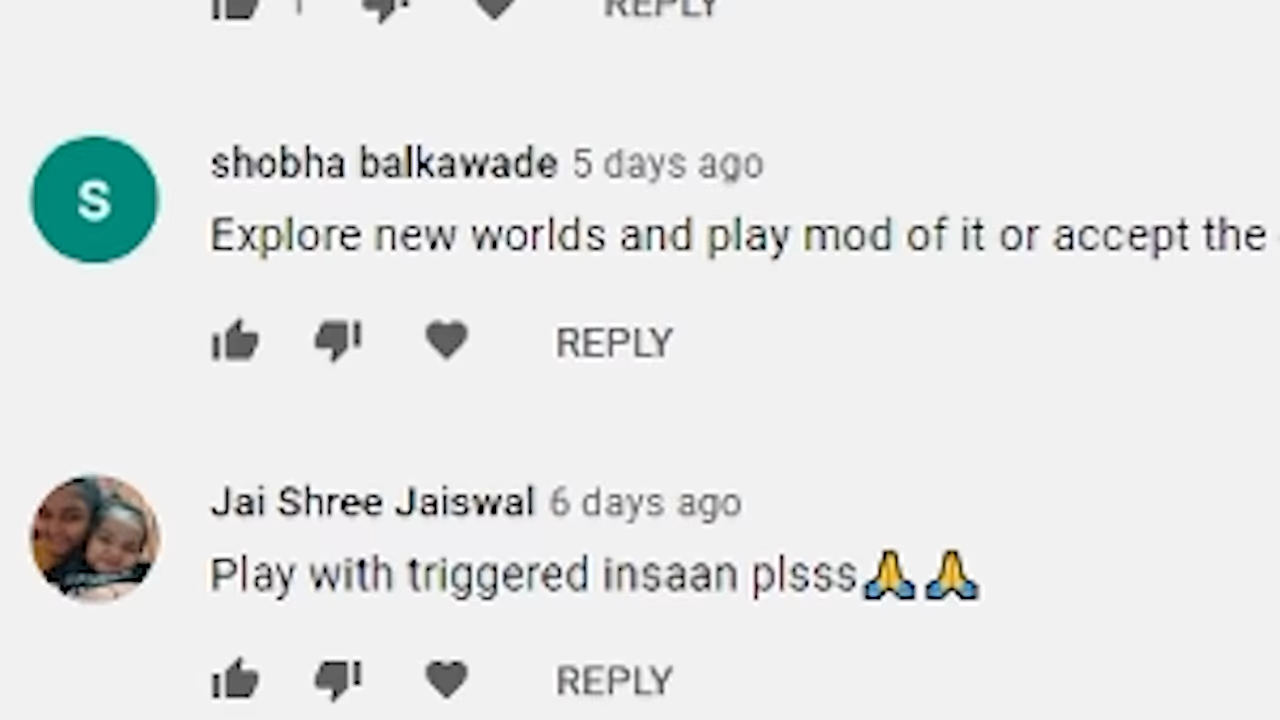 1 REPLY
S
shobha balkawade 5 days ago
Explore new worlds and play mod of it or accept the
REPLY
Jai Shree Jaiswal 6 days ago
Play with triggered insaan plsss🙏🙏
REPLY